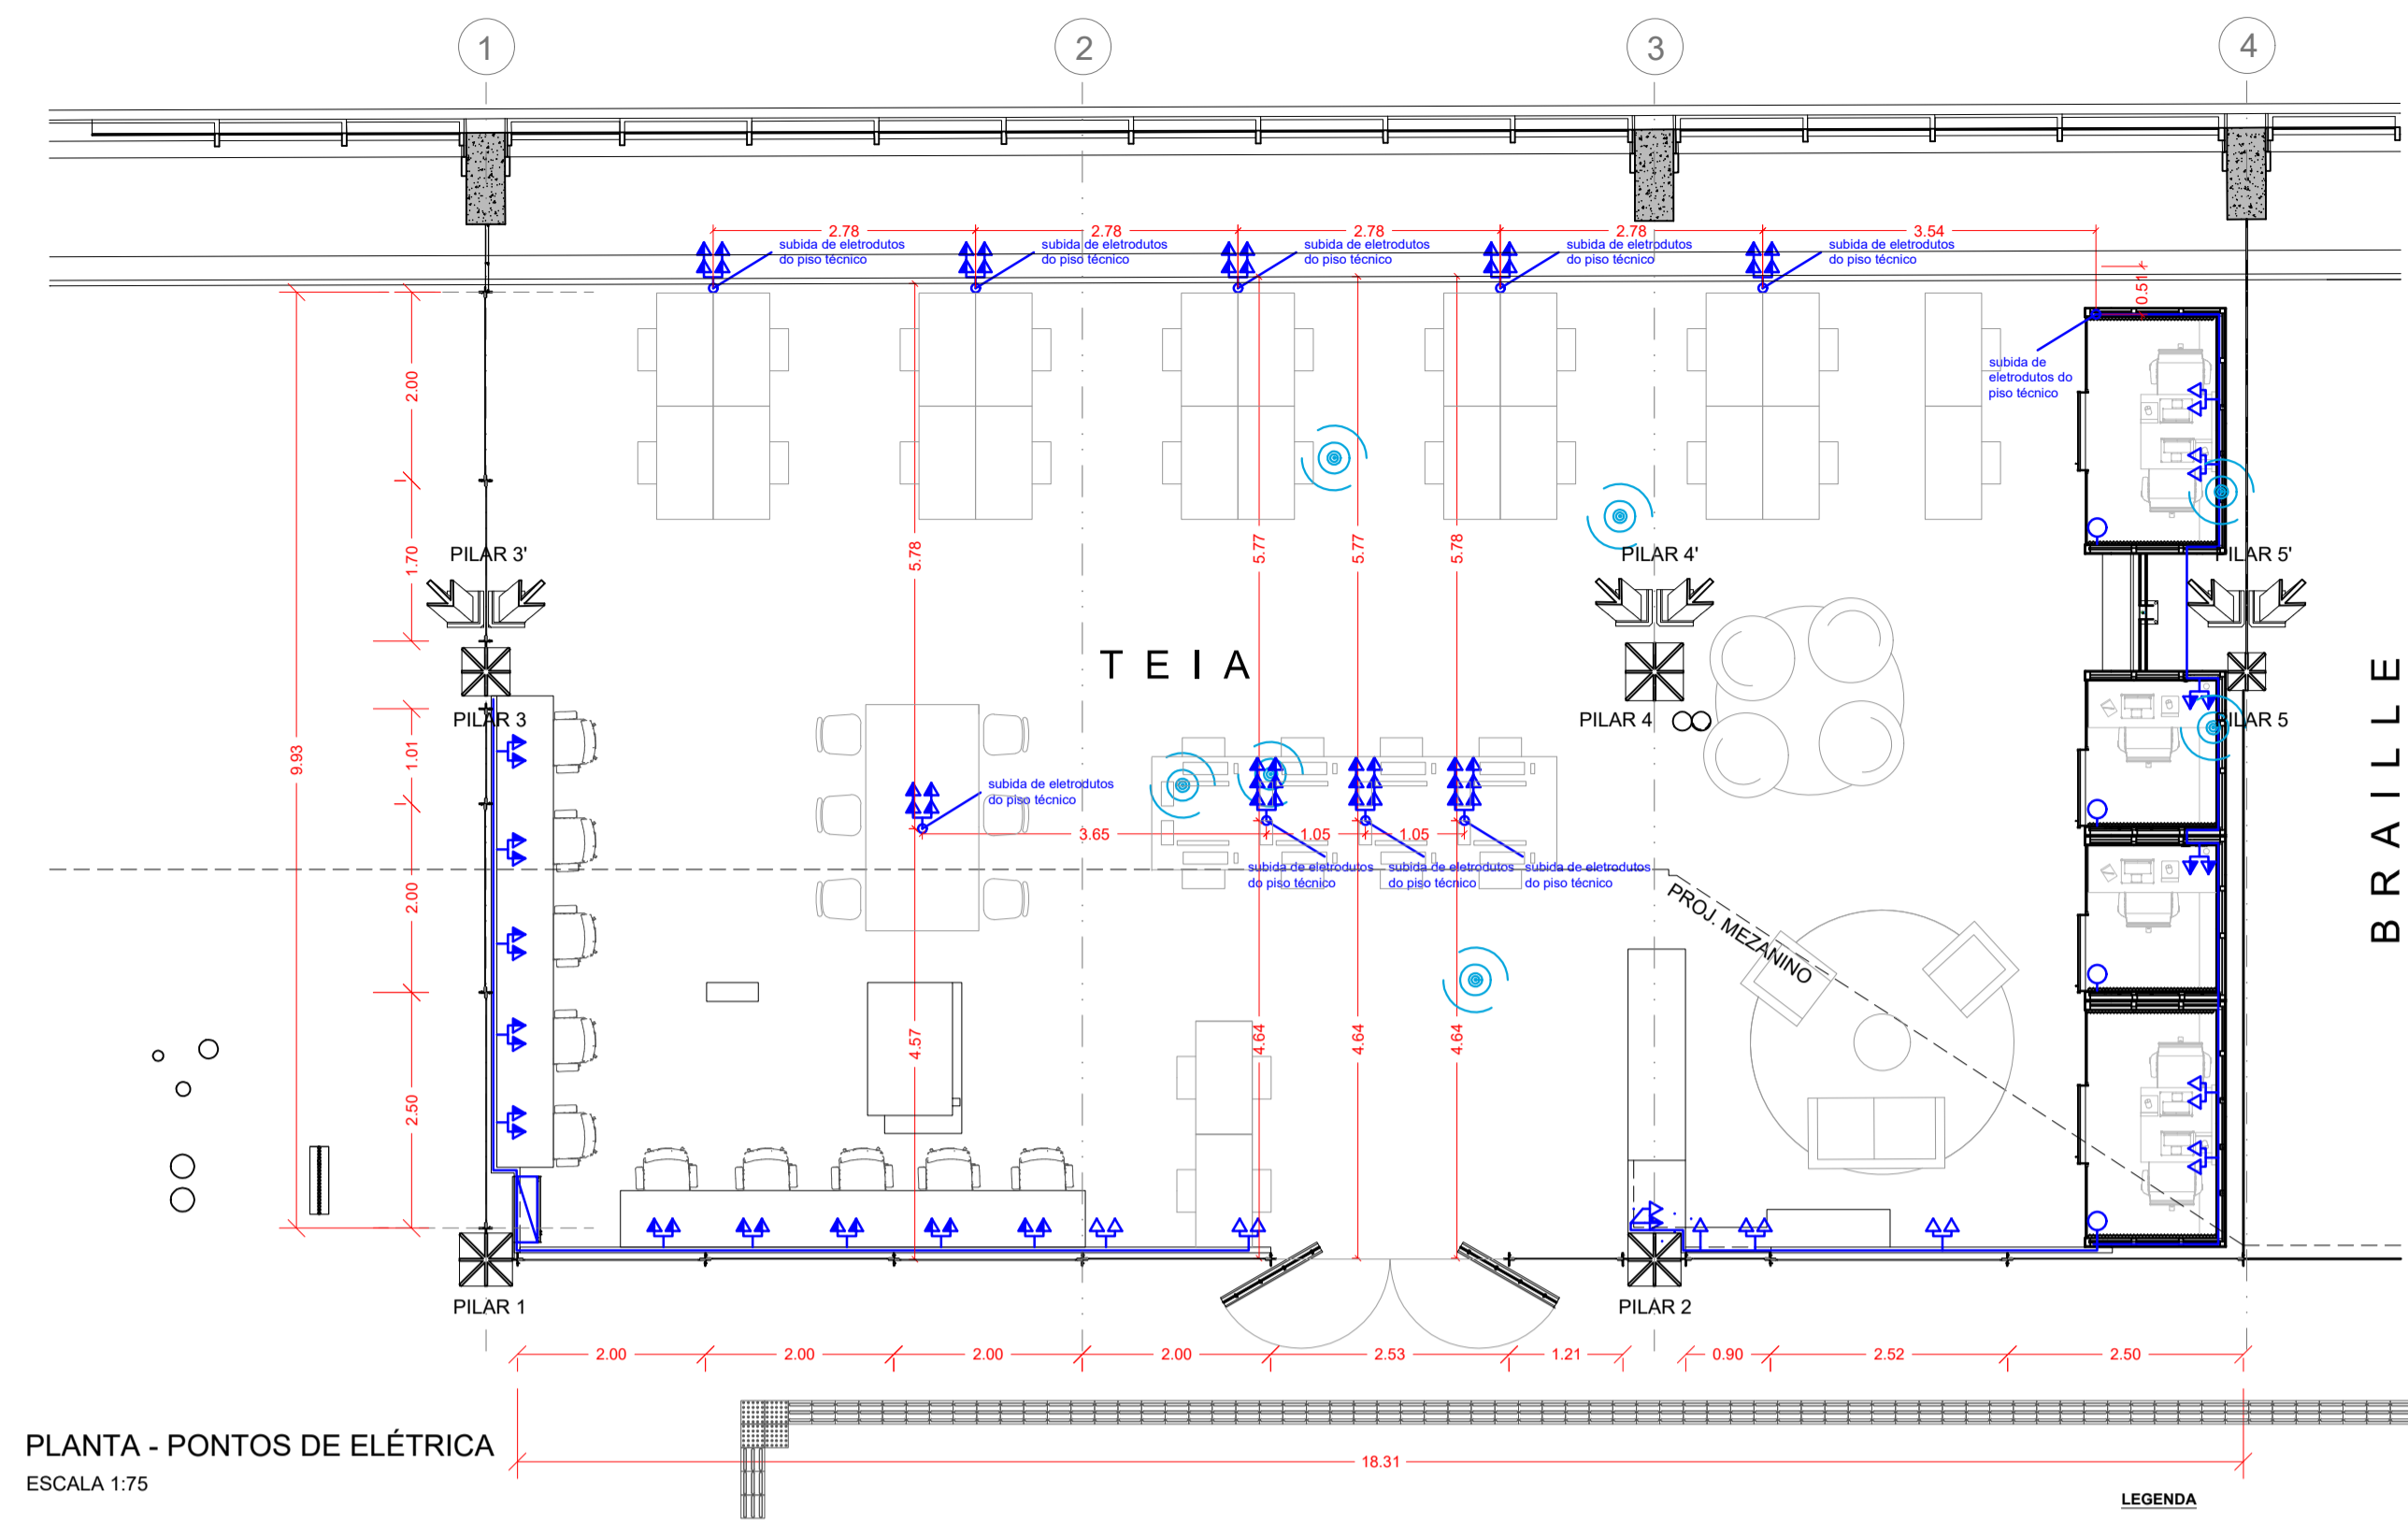 1
2
3
4
2.78
2.78
2.78
2.78
3.54
subida de eletrodutos
do piso técnico
subida de eletrodutos
do piso técnico
subida de eletrodutos
do piso técnico
subida de eletrodutos
do piso técnico
subida de eletrodutos
do piso técnico
0.51
subida de
eletrodutos do
piso técnico
2.00
1.70
1.01
2.00
2.50
9.93
5.78
5.77
5.77
5.78
PILAR 3'
PILAR 4'
PILAR 5'
TEIA
PILAR 3
PILAR 4
PILAR 5
BRAILLE
subida de eletrodutos
do piso técnico
3.65
1.05
1.05
subida de eletrodutos
do piso técnico
subida de eletrodutos
do piso técnico
subida de eletrodutos
do piso técnico
PROJ. MEZANINO
4.57
4.64
4.64
4.64
PILAR 1
PILAR 2
2.00
2.00
2.00
2.00
2.53
1.21
0.90
2.52
2.50
18.31
PLANTA - PONTOS DE ELÉTRICA
ESCALA 1:75
LEGENDA